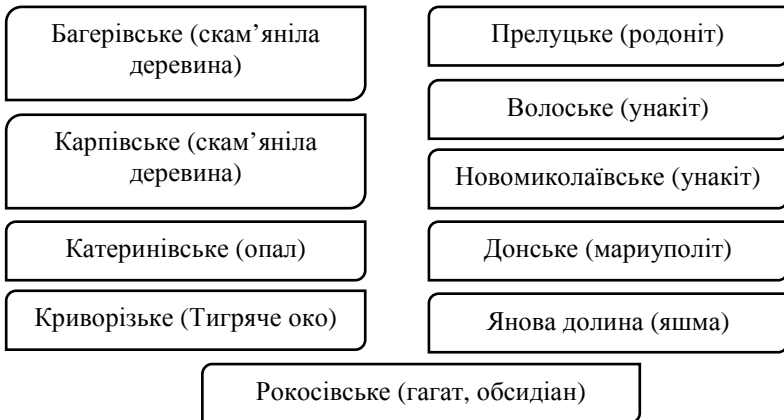 Багерівське (скам’яніла
деревина)
Карпівське (скам’яніла
деревина)
Катеринівське (опал)
Криворізьке (Тигряче око)
Прелуцьке (родоніт)
Волоське (унакіт)
Новомиколаївське (унакіт)
Донське (мариуполіт)
Янова долина (яшма)
Рокосівське (гагат, обсидіан)